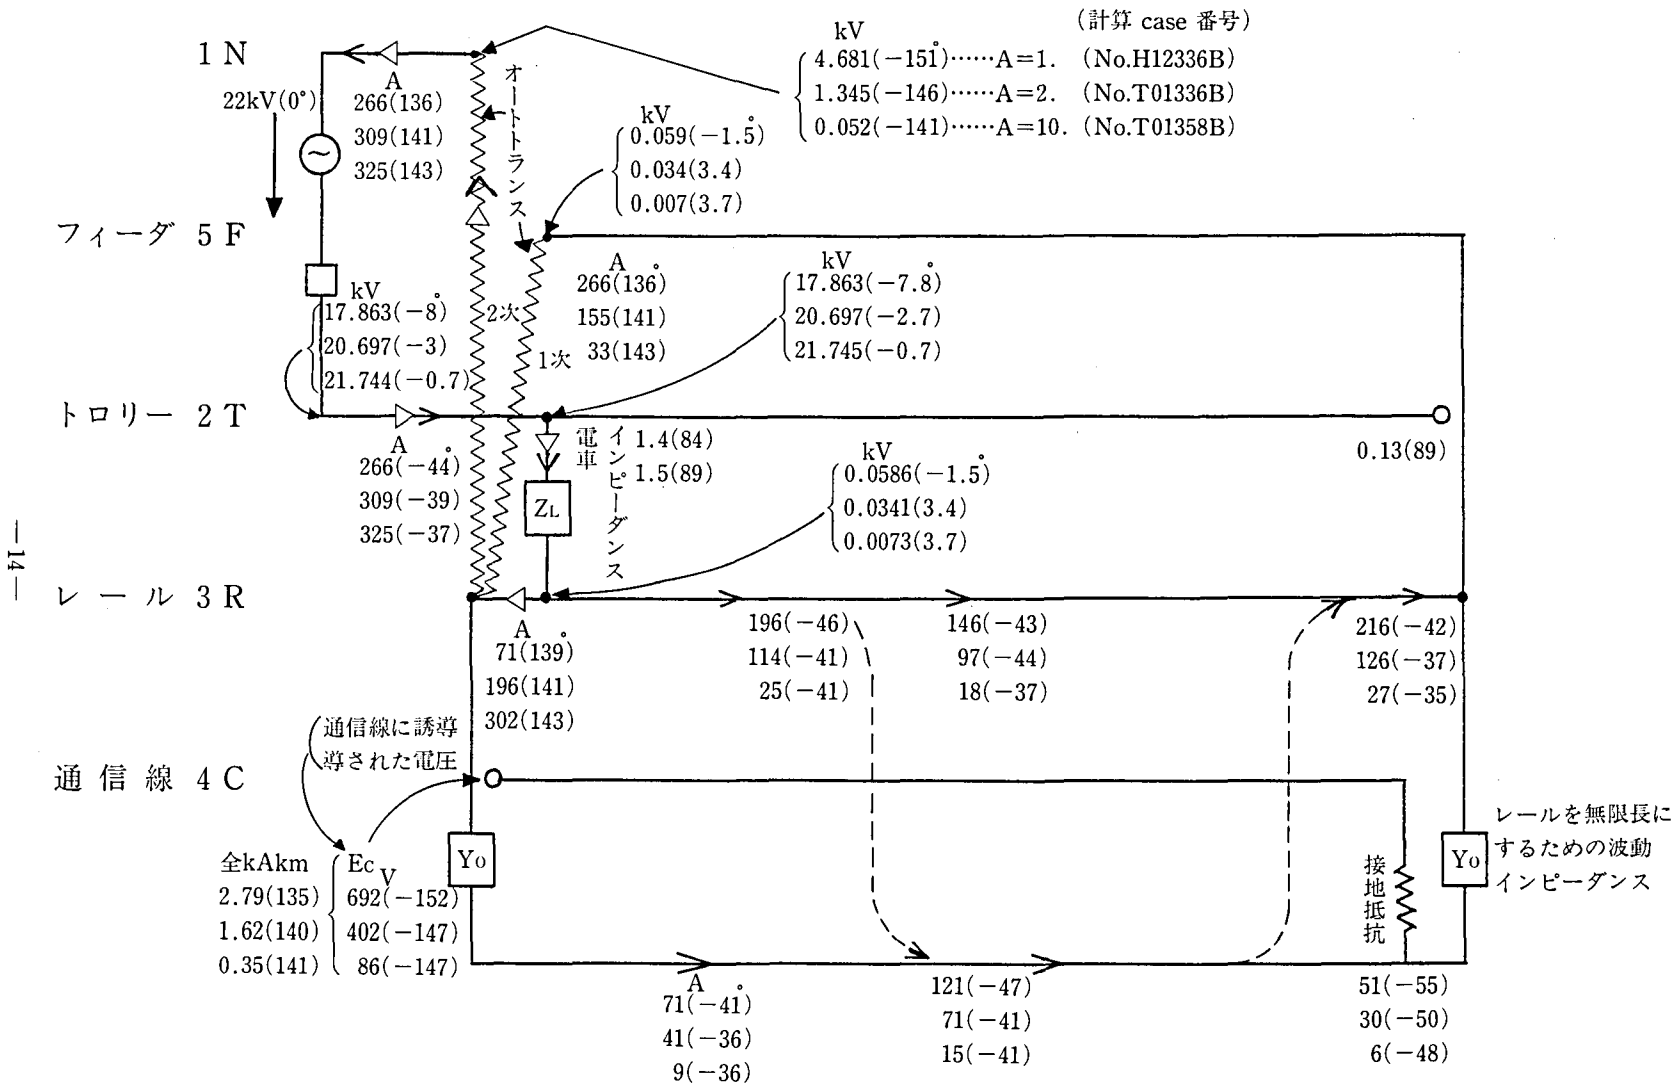 (計算 case 番号)
kV
4.681(−151°)……A=1. (No.H12336B)
1.345(−146)……A=2. (No.T01336B)
0.052(−141)……A=10. (No.T01358B)
1 N
22kV(0°)
A
266(136)
309(141)
325(143)
オートトランス
kV
0.059(−1.5°)
0.034(3.4)
0.007(3.7)
フィーダ 5 F
A
266(136°)
155(141)
33(143)
kV
17.863(−7.8°)
20.697(−2.7)
21.745(−0.7)
kV
17.863(−8°)
20.697(−3)
21.744(−0.7)
2次
1次
トロリー 2 T
A
266(−44°)
309(−39)
325(−37)
電車
インピーダンス
1.4(84)
1.5(89)
0.13(89)
ZL
kV
0.0586(−1.5°)
0.0341(3.4)
0.0073(3.7)
−14−
レール 3 R
A
71(139°)
196(141)
302(143)
196(−46)
114(−41)
25(−41)
146(−43)
97(−44)
18(−37)
216(−42)
126(−37)
27(−35)
通信線に誘導
導された電圧
通信線 4 C
全kAkm
2.79(135)
1.62(140)
0.35(141)
Ec
V
692(−152)
402(−147)
86(−147)
Yo
接地抵抗
Yo
レールを無限長に
するための波動
インピーダンス
A
71(−41°)
41(−36)
9(−36)
121(−47)
71(−41)
15(−41)
51(−55)
30(−50)
6(−48)